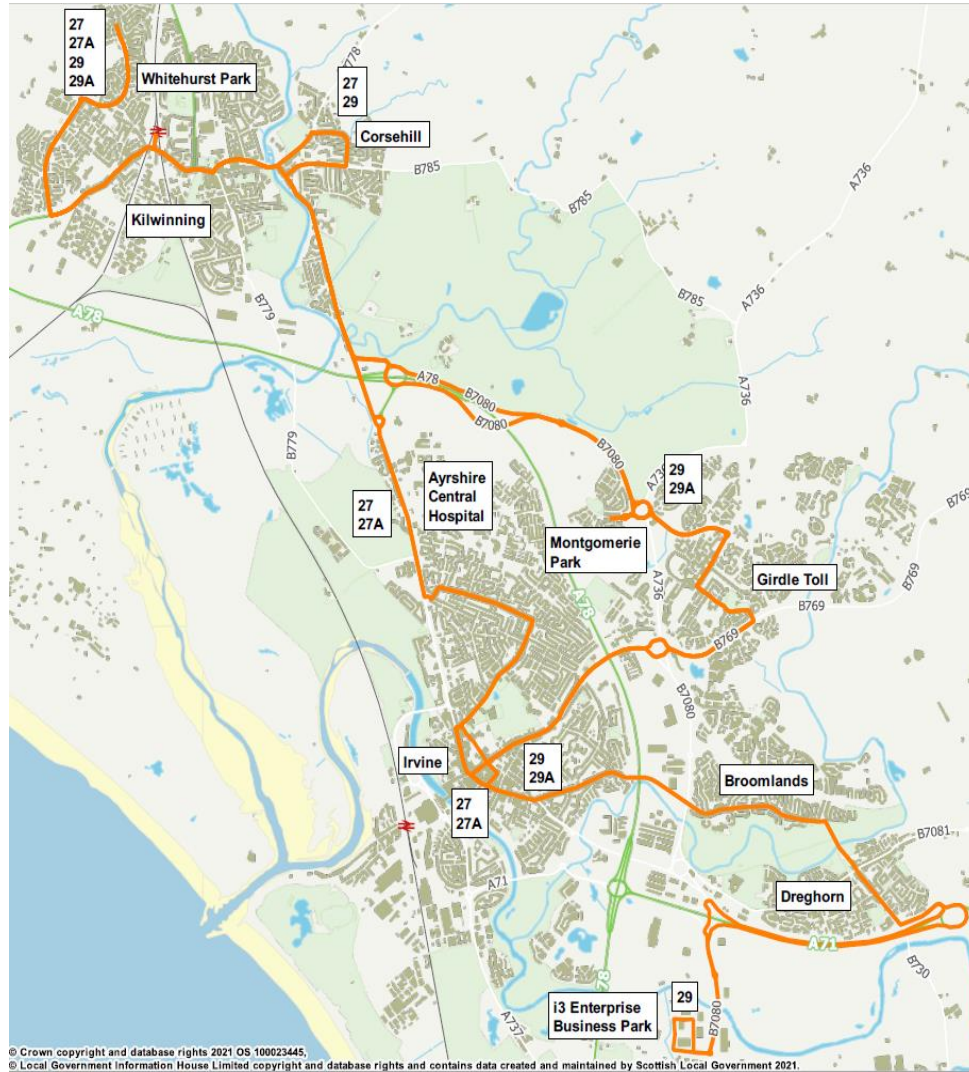 27
27A
29
29A
Whitehurst Park
27
29
Corsehill
Kilwinning
B778
B785
B785
B785
A736
A736
A736
B779
B779
A78
A78
B7080
B7080
B7080
A736
29
29A
Ayrshire
Central
Hospital
27
27A
Montgomerie
Park
A736
Girdle Toll
B769
B769
B769
B769
A78
B7080
Irvine
29
29A
27
27A
Broomlands
B7081
A71
Dreghorn
A71
B730
i3 Enterprise
Business Park
29
B7080
A737
© Crown copyright and database rights 2021 OS 100023445,
© Local Government Information House Limited copyright and database rights and contains data created and maintained by Scottish Local Government 2021.